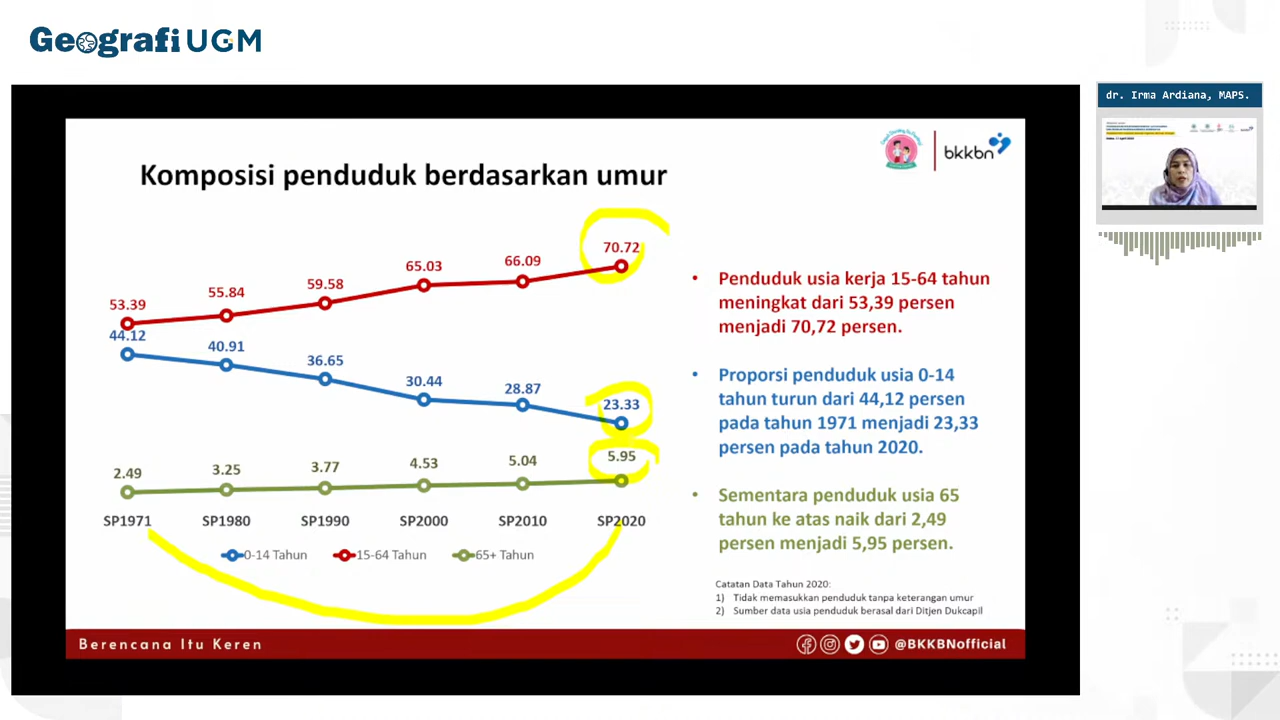 Geografi UGM
dr. Irma Ardiana, MAPS.
bkkbn
Komposisi penduduk berdasarkan umur
70.72
66.09
65.03
59.58
55.84
53.39
44.12
40.91
36.65
30.44
28.87
23.33
2.49
3.25
3.77
4.53
5.04
5.95
SP1971 SP1980 SP1990 SP2000 SP2010 SP2020
0-14 Tahun 15-64 Tahun 65+ Tahun
• Penduduk usia kerja 15-64 tahun
meningkat dari 53,39 persen
menjadi 70,72 persen.
• Proporsi penduduk usia 0-14
tahun turun dari 44,12 persen
pada tahun 1971 menjadi 23,33
persen pada tahun 2020.
• Sementara penduduk usia 65
tahun ke atas naik dari 2,49
persen menjadi 5,95 persen.
Catatan Data Tahun 2020:
1) Tidak memasukkan penduduk tanpa keterangan umur
2) Sumber data usia penduduk berasal dari Ditjen Dukcapil
Berencana Itu Keren
@BKKBNofficial